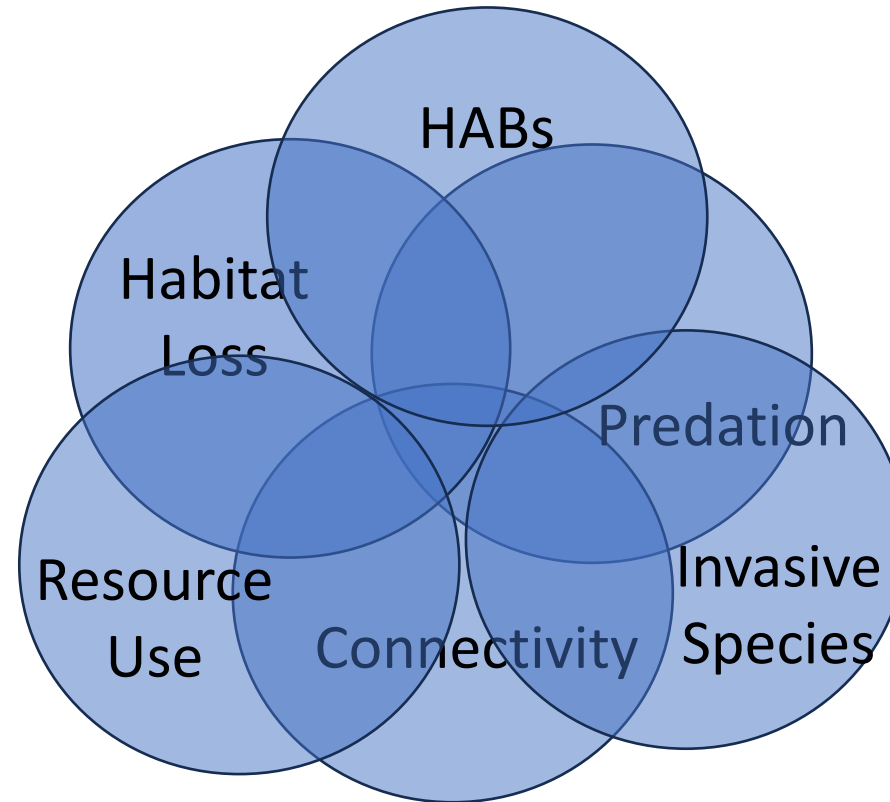 HABs
Habitat
Loss
Predation
Resource
Use
Connectivity
Invasive
Species